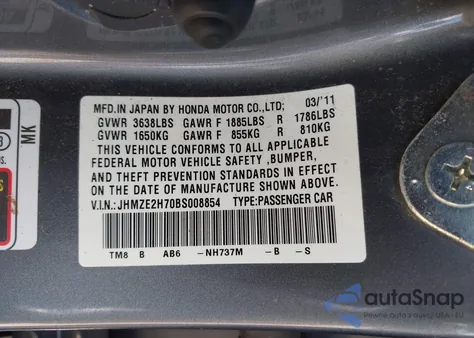 MFD.IN JAPAN BY HONDA MOTOR CO.,LTD; 03/'11
GVWR 3638LBS GAWR F 1885LBS R 1786LBS
GVWR 1650KG GAWR F 855KG R 810KG
THIS VEHICLE CONFORMS TO ALL APPLICABLE
FEDERAL MOTOR VEHICLE SAFETY ,BUMPER,
AND THEFT PREVENTION STANDARDS IN EFFECT
ON THE DATE OF MANUFACTURE SHOWN ABOVE.
V.I.N.:JHMZE2H70BS008854 TYPE:PASSENGER CAR
TM8 B AB6 -NH737M -B -S
MK
autoSnap